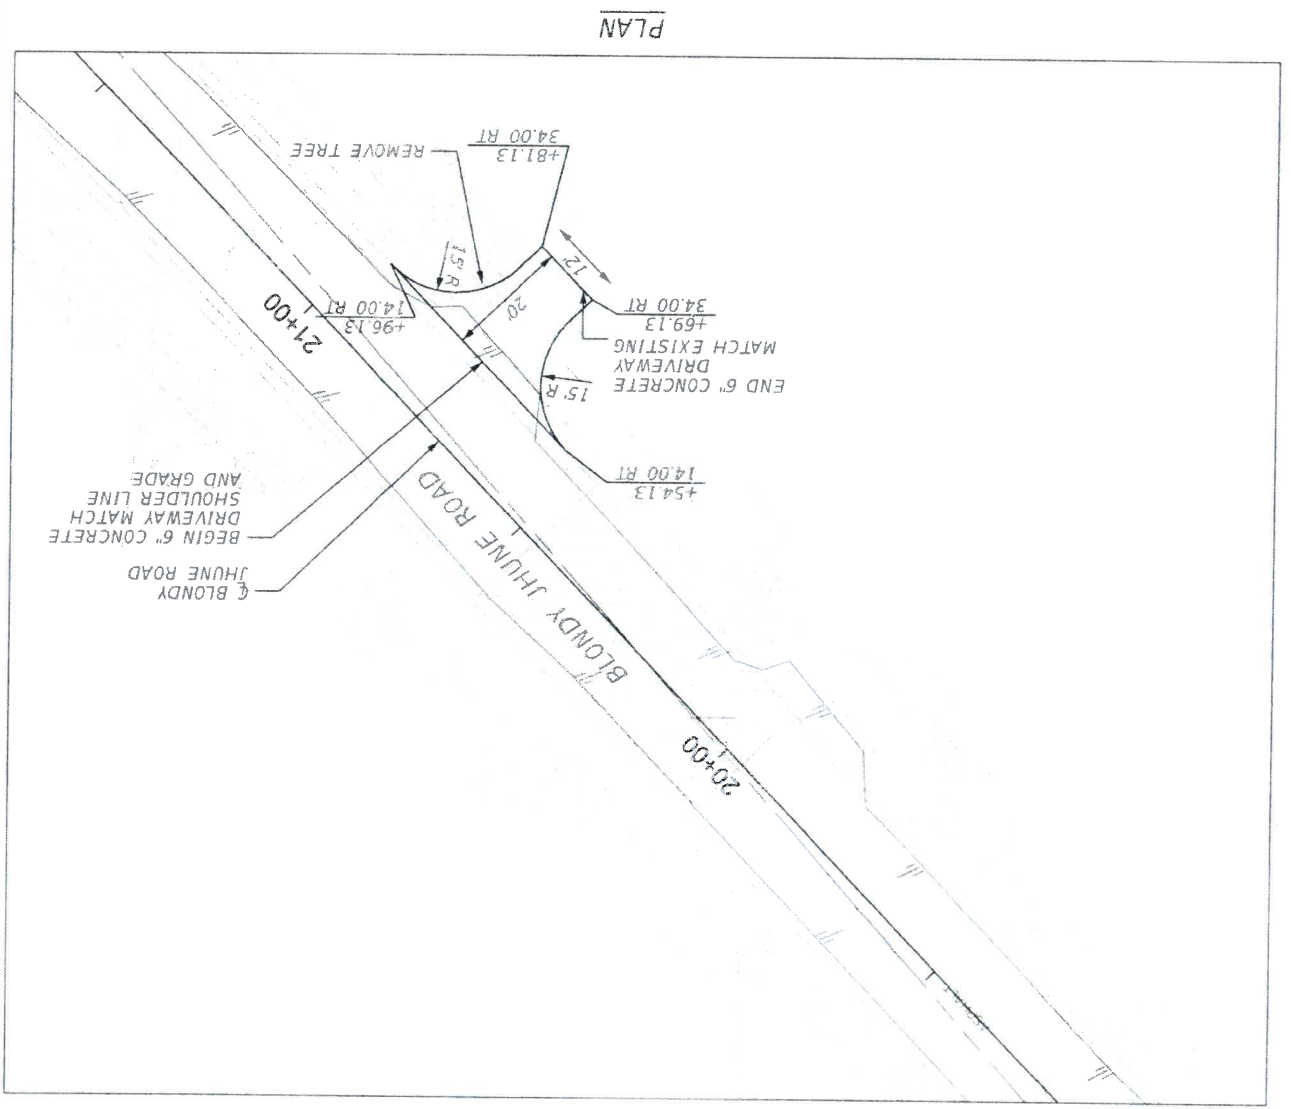 PLAN
BLONDY JHUNE ROAD
20+00
21+00
℄ BLONDY
JHUNE ROAD
BEGIN 6" CONCRETE
DRIVEWAY MATCH
SHOULDER LINE
AND GRADE
+54.13
14.00 RT
END 6" CONCRETE
DRIVEWAY
MATCH EXISTING
+69.13
34.00 RT
+96.13
14.00 RT
15' R
15' R
20'
12'
REMOVE TREE
+81.13
34.00 RT